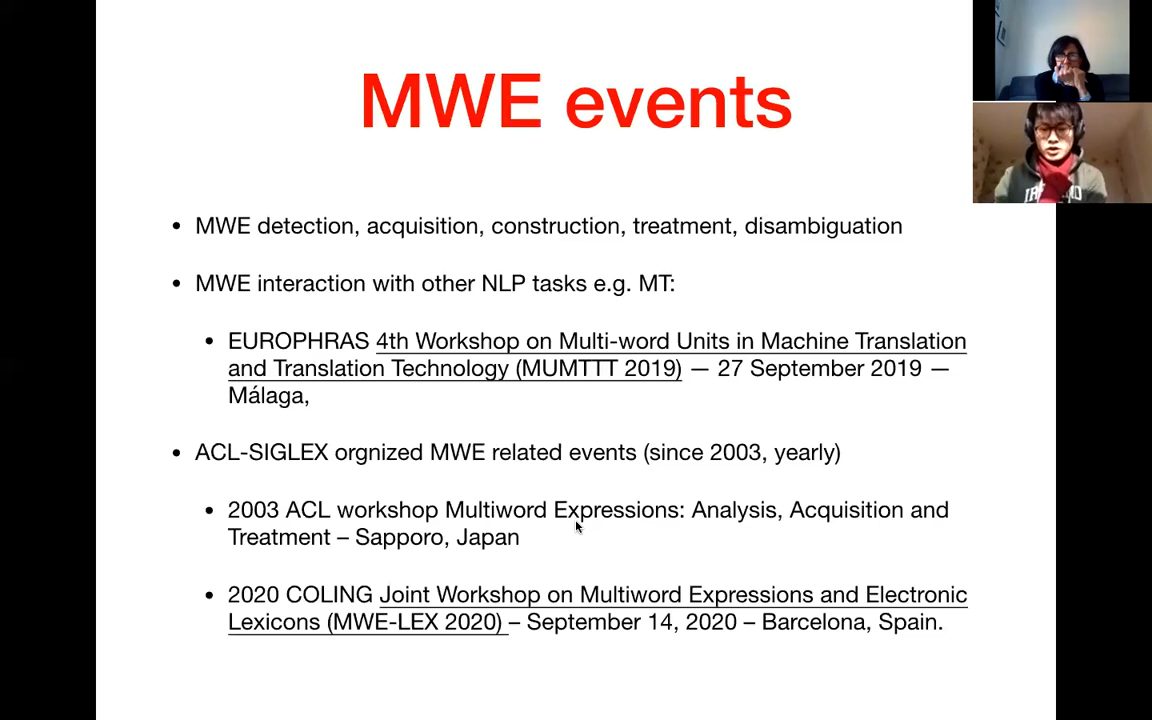 MWE events
• MWE detection, acquisition, construction, treatment, disambiguation
• MWE interaction with other NLP tasks e.g. MT:
• EUROPHRAS 4th Workshop on Multi-word Units in Machine Translation
and Translation Technology (MUMTTT 2019) — 27 September 2019 —
Málaga,
• ACL-SIGLEX orgnized MWE related events (since 2003, yearly)
• 2003 ACL workshop Multiword Expressions: Analysis, Acquisition and
Treatment – Sapporo, Japan
• 2020 COLING Joint Workshop on Multiword Expressions and Electronic
Lexicons (MWE-LEX 2020) – September 14, 2020 – Barcelona, Spain.